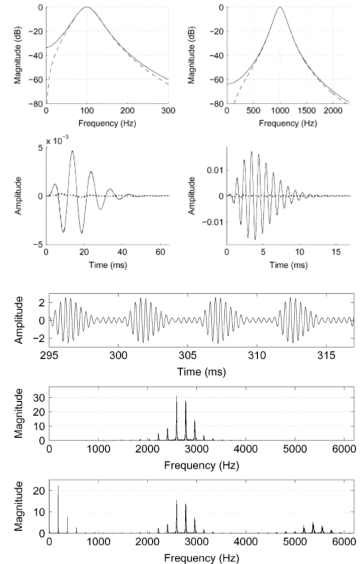 0
−20
−40
−60
−80
Magnitude (dB)
0 100 200 300
Frequency (Hz)
0
−20
−40
−60
−80
Magnitude (dB)
0 500 1000 1500 2000
Frequency (Hz)
x 10⁻³
5
0
−5
Amplitude
0 20 40 60
Time (ms)
0.01
0
−0.01
Amplitude
0 5 10 15
Time (ms)
2
0
−2
Amplitude
295 300 305 310 315
Time (ms)
30
20
10
0
Magnitude
0 1000 2000 3000 4000 5000 6000
Frequency (Hz)
20
10
0
Magnitude
0 1000 2000 3000 4000 5000 6000
Frequency (Hz)